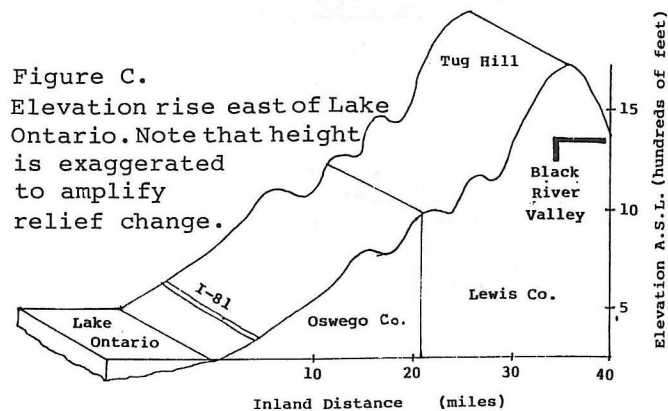 Figure C.
Elevation rise east of Lake
Ontario. Note that height
is exaggerated
to amplify
relief change.
Tug Hill
Black
River
Valley
I-81
Lake
Ontario
Oswego Co.
Lewis Co.
15
10
5
Elevation A.S.L. (hundreds of feet)
10 20 30 40
Inland Distance (miles)